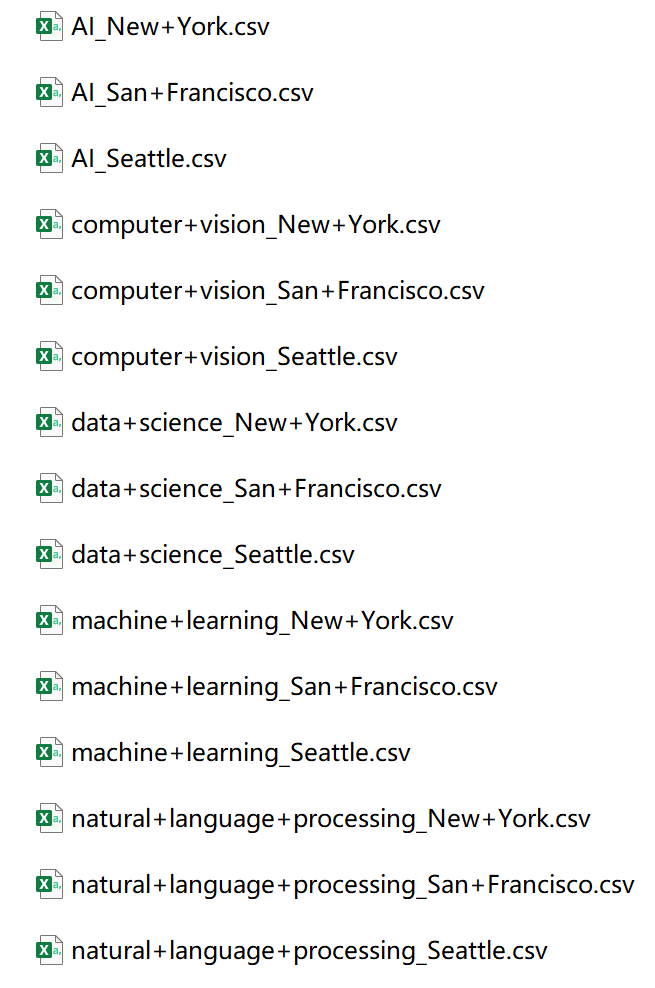 AI_New+York.csv
AI_San+Francisco.csv
AI_Seattle.csv
computer+vision_New+York.csv
computer+vision_San+Francisco.csv
computer+vision_Seattle.csv
data+science_New+York.csv
data+science_San+Francisco.csv
data+science_Seattle.csv
machine+learning_New+York.csv
machine+learning_San+Francisco.csv
machine+learning_Seattle.csv
natural+language+processing_New+York.csv
natural+language+processing_San+Francisco.csv
natural+language+processing_Seattle.csv